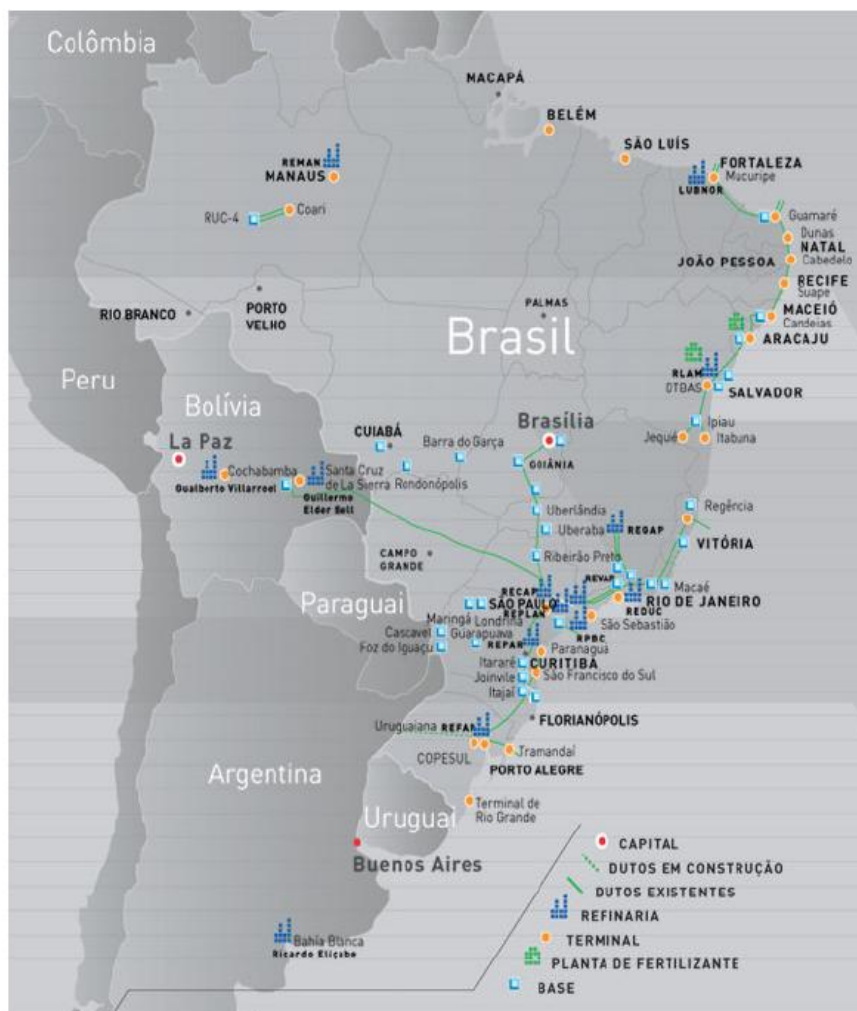 Colômbia
MACAPÁ
BELÉM
SÃO LUÍS
REMAN
MANAUS
FORTALEZA
Mucuripe
LUBNOR
RUC-4
Coari
Guamaré
Dunas
NATAL
JOÃO PESSOA
Cabedelo
RECIFE
Suape
RIO BRANCO
PORTO
VELHO
PALMAS
MACEIÓ
Candeias
Brasil
ARACAJU
Peru
RLAM
OTBAS
SALVADOR
Bolívia
La Paz
CUIABÁ
Barra do Garça
Brasília
Ipiau
Jequié
Itabuna
Cochabamba
Santa Cruz
de La Sierra
Rondonópolis
GOIÂNIA
Gualberto Villarroel
Guillermo
Elder Bell
Uberlândia
Regência
Uberaba
REGAP
VITÓRIA
CAMPO
GRANDE
Ribeirão Preto
Paraguai
RECAP
REVAP
Macaé
SÃO PAULO
REPLAN
RIO DE JANEIRO
REDUC
Maringá
Londrina
São Sebastião
Cascavel
Guarapuava
REPAR
RPBC
Foz do Iguaçu
Paranagua
Itararé
CURITIBA
Joinvile
São Francisco do Sul
Itajaí
Uruguaiana
REFAP
FLORIANÓPOLIS
COPESUL
Tramandaí
PORTO ALEGRE
Argentina
Uruguai
Terminal de
Rio Grande
Buenos Aires
Bahía Blanca
Ricardo Eliçabe
CAPITAL
DUTOS EM CONSTRUÇÃO
DUTOS EXISTENTES
REFINARIA
TERMINAL
PLANTA DE FERTILIZANTE
BASE